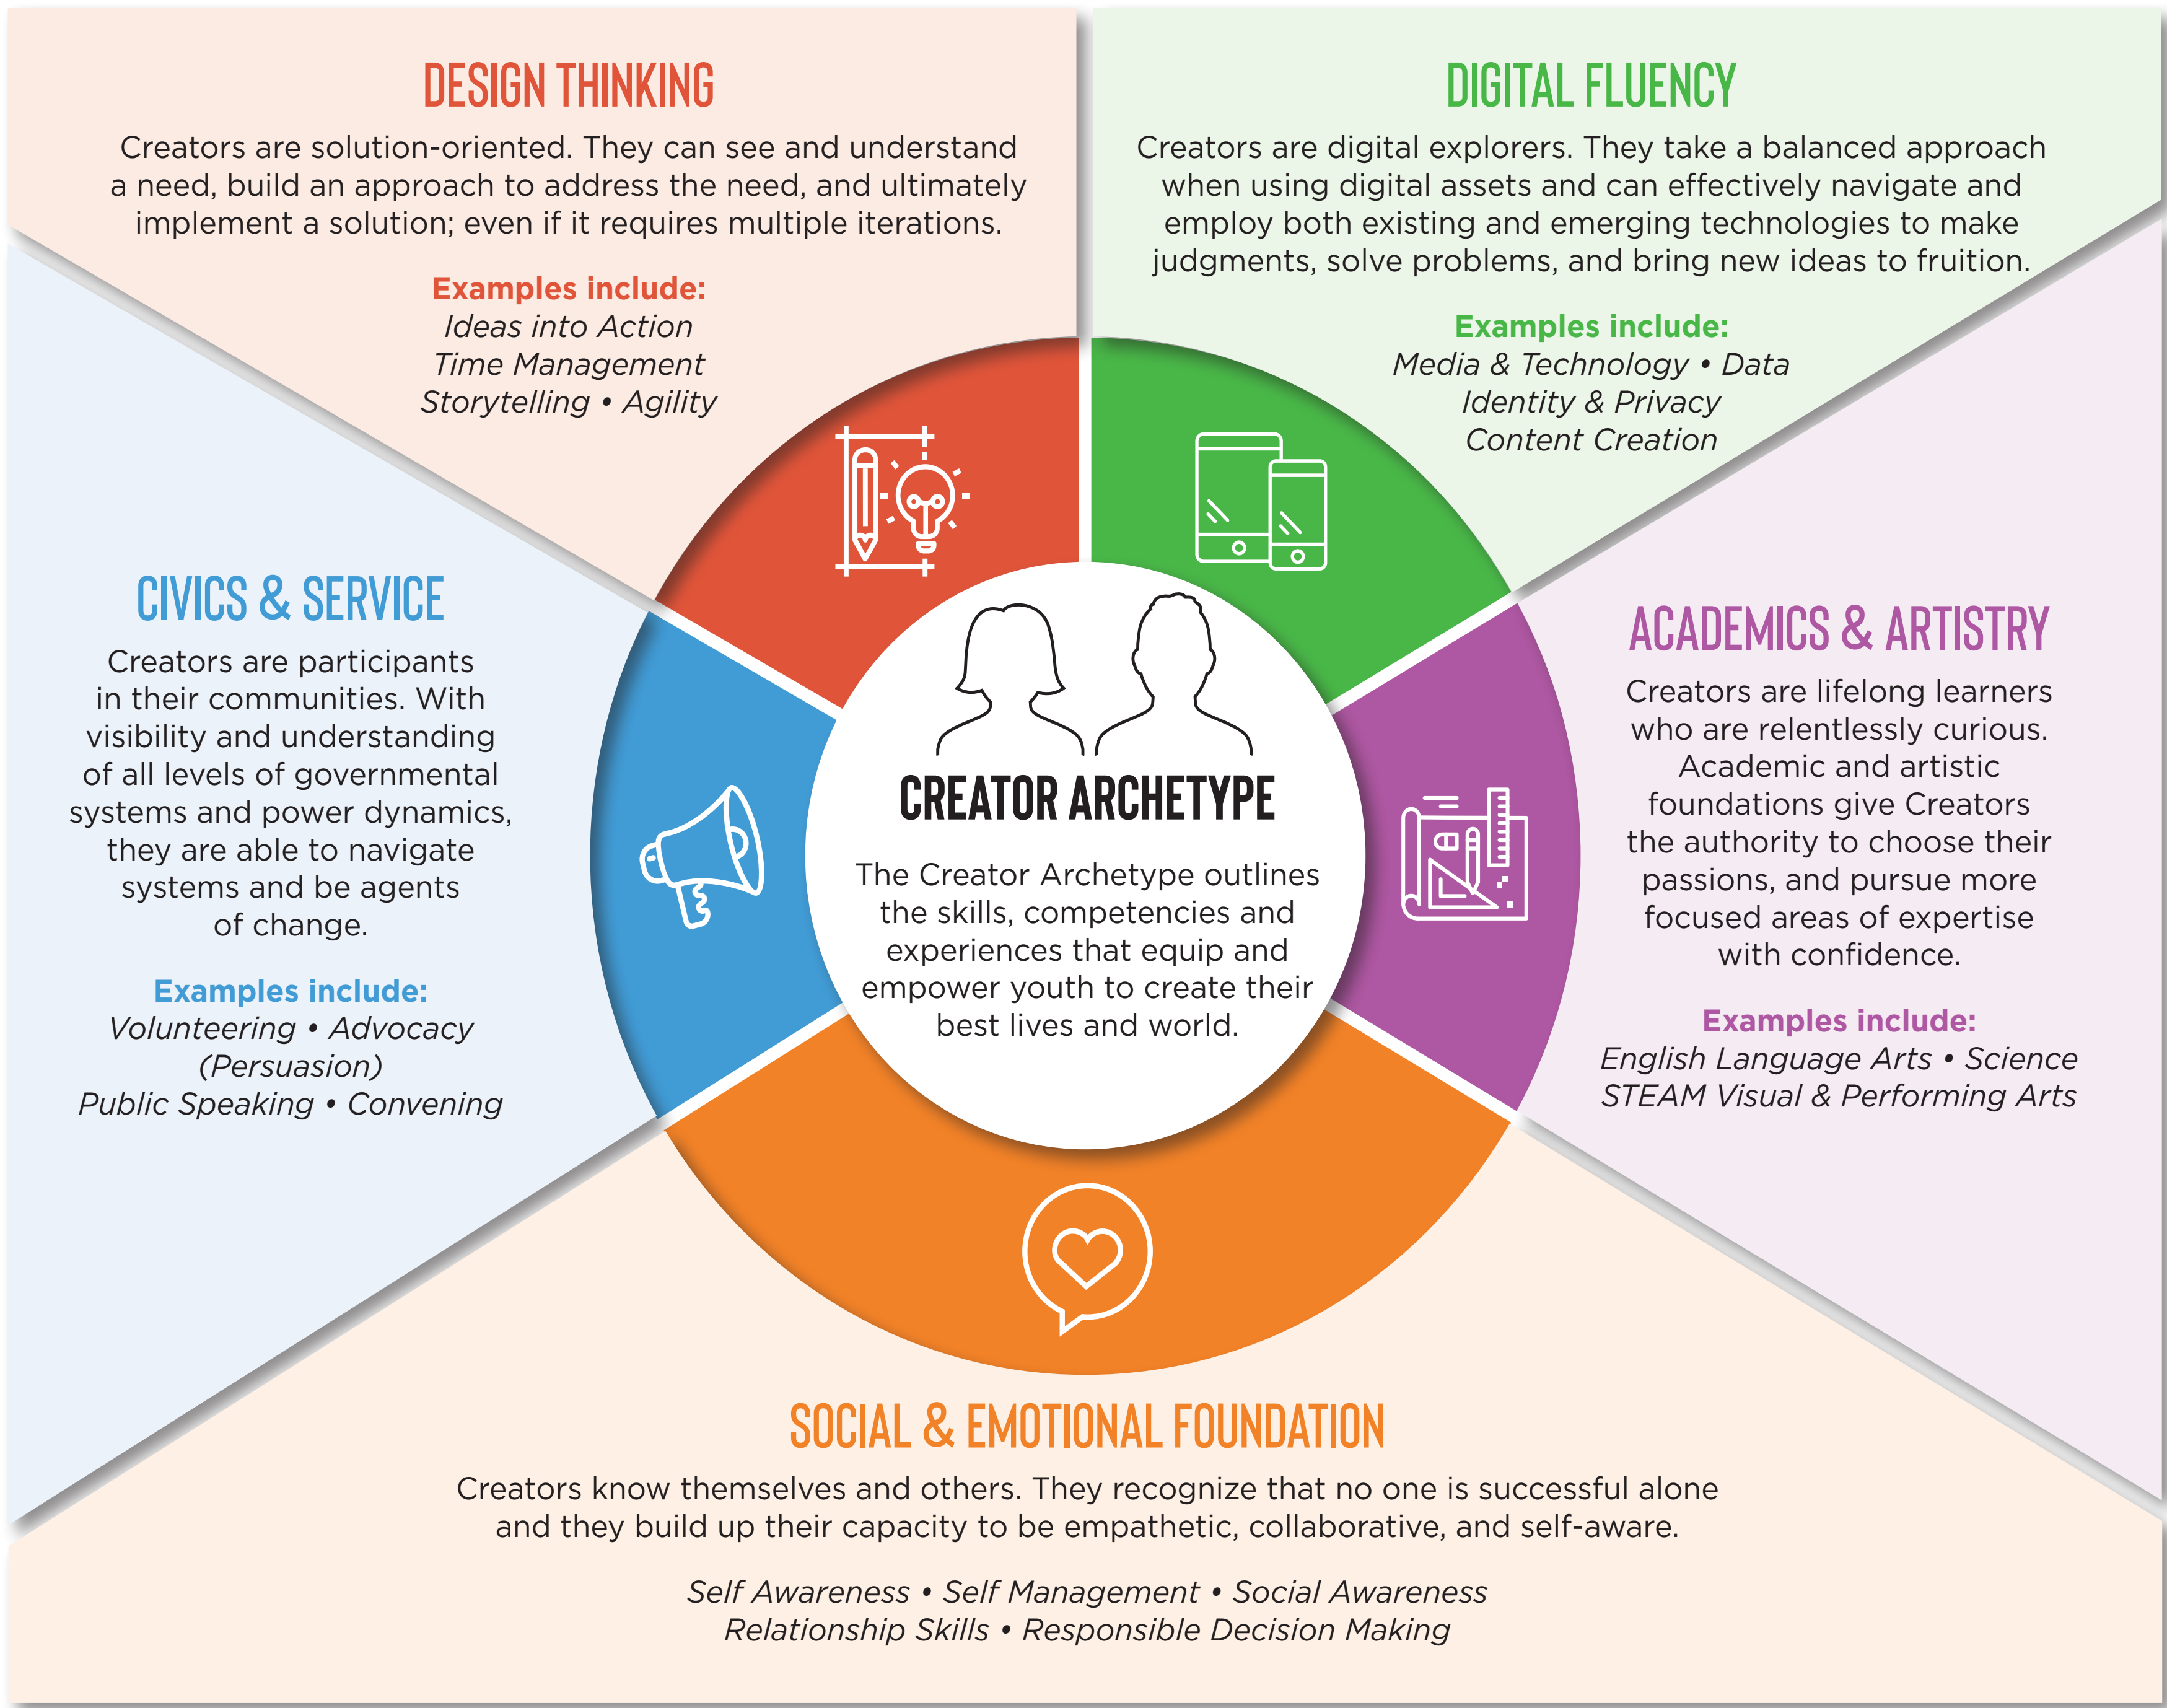 DESIGN THINKING
Creators are solution-oriented. They can see and understand
a need, build an approach to address the need, and ultimately
implement a solution; even if it requires multiple iterations.
Examples include:
Ideas into Action
Time Management
Storytelling • Agility
DIGITAL FLUENCY
Creators are digital explorers. They take a balanced approach
when using digital assets and can effectively navigate and
employ both existing and emerging technologies to make
judgments, solve problems, and bring new ideas to fruition.
Examples include:
Media & Technology • Data
Identity & Privacy
Content Creation
CIVICS & SERVICE
Creators are participants
in their communities. With
visibility and understanding
of all levels of governmental
systems and power dynamics,
they are able to navigate
systems and be agents
of change.
Examples include:
Volunteering • Advocacy
(Persuasion)
Public Speaking • Convening
CREATOR ARCHETYPE
The Creator Archetype outlines
the skills, competencies and
experiences that equip and
empower youth to create their
best lives and world.
ACADEMICS & ARTISTRY
Creators are lifelong learners
who are relentlessly curious.
Academic and artistic
foundations give Creators
the authority to choose their
passions, and pursue more
focused areas of expertise
with confidence.
Examples include:
English Language Arts • Science
STEAM Visual & Performing Arts
SOCIAL & EMOTIONAL FOUNDATION
Creators know themselves and others. They recognize that no one is successful alone
and they build up their capacity to be empathetic, collaborative, and self-aware.
Self Awareness • Self Management • Social Awareness
Relationship Skills • Responsible Decision Making